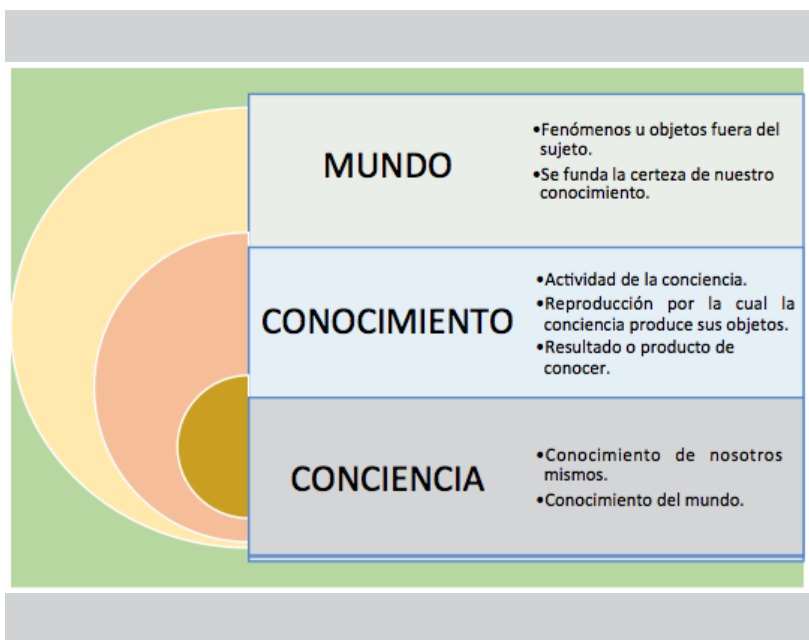 MUNDO
•Fenómenos u objetos fuera del
sujeto.
•Se funda la certeza de nuestro
conocimiento.
CONOCIMIENTO
•Actividad de la conciencia.
•Reproducción por la cual la
conciencia produce sus objetos.
•Resultado o producto de
conocer.
CONCIENCIA
•Conocimiento de nosotros
mismos.
•Conocimiento del mundo.